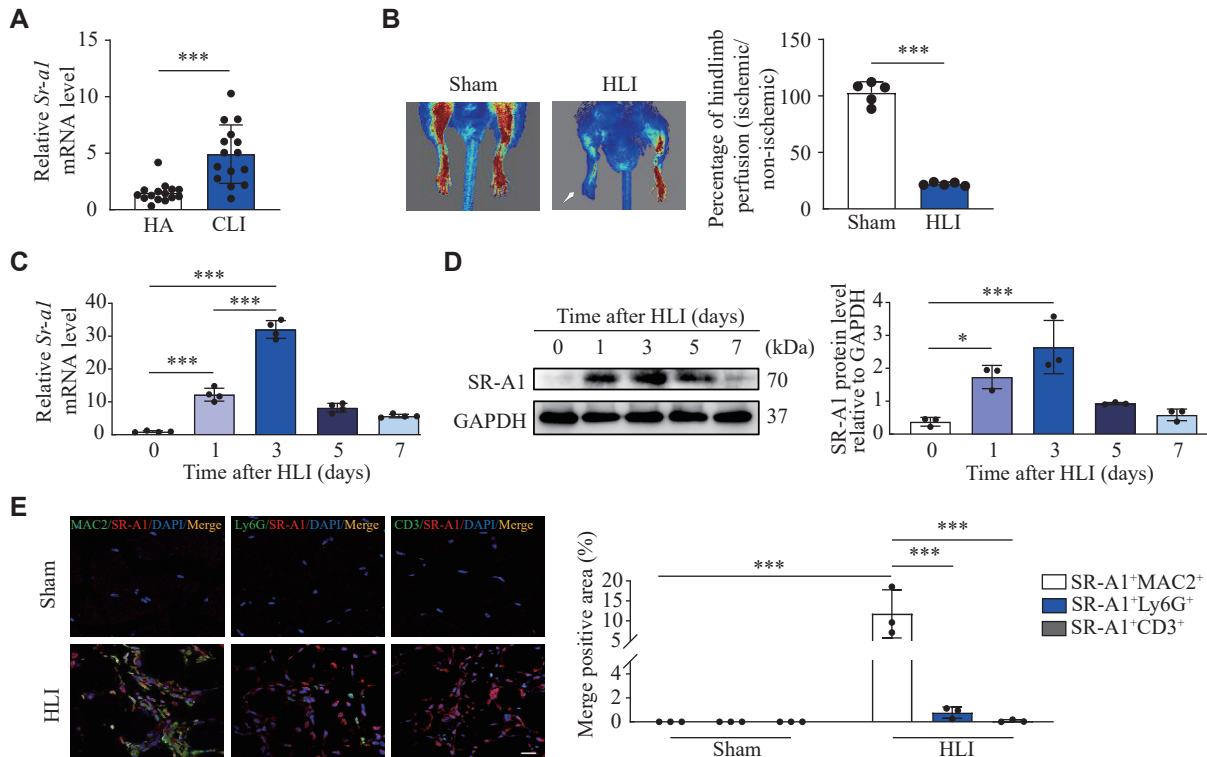 A
Relative Sr-a1
mRNA level
15
10
5
0
***
HA
CLI
B
Sham
HLI
Percentage of hindlimb
perfusion (ischemic/
non-ischemic)
150
100
50
0
***
Sham
HLI
C
Relative Sr-a1
mRNA level
40
30
20
10
0
***
***
***
0 1 3 5 7
Time after HLI (days)
D
Time after HLI (days)
0 1 3 5 7 (kDa)
SR-A1 70
GAPDH 37
SR-A1 protein level
relative to GAPDH
4
3
2
1
0
***
*
0 1 3 5 7
Time after HLI (days)
E
MAC2/SR-A1/DAPI/Merge
Ly6G/SR-A1/DAPI/Merge
CD3/SR-A1/DAPI/Merge
Sham
HLI
Merge positive area (%)
20
15
10
5
4
2
0
***
***
***
Sham
HLI
SR-A1⁺MAC2⁺
SR-A1⁺Ly6G⁺
SR-A1⁺CD3⁺